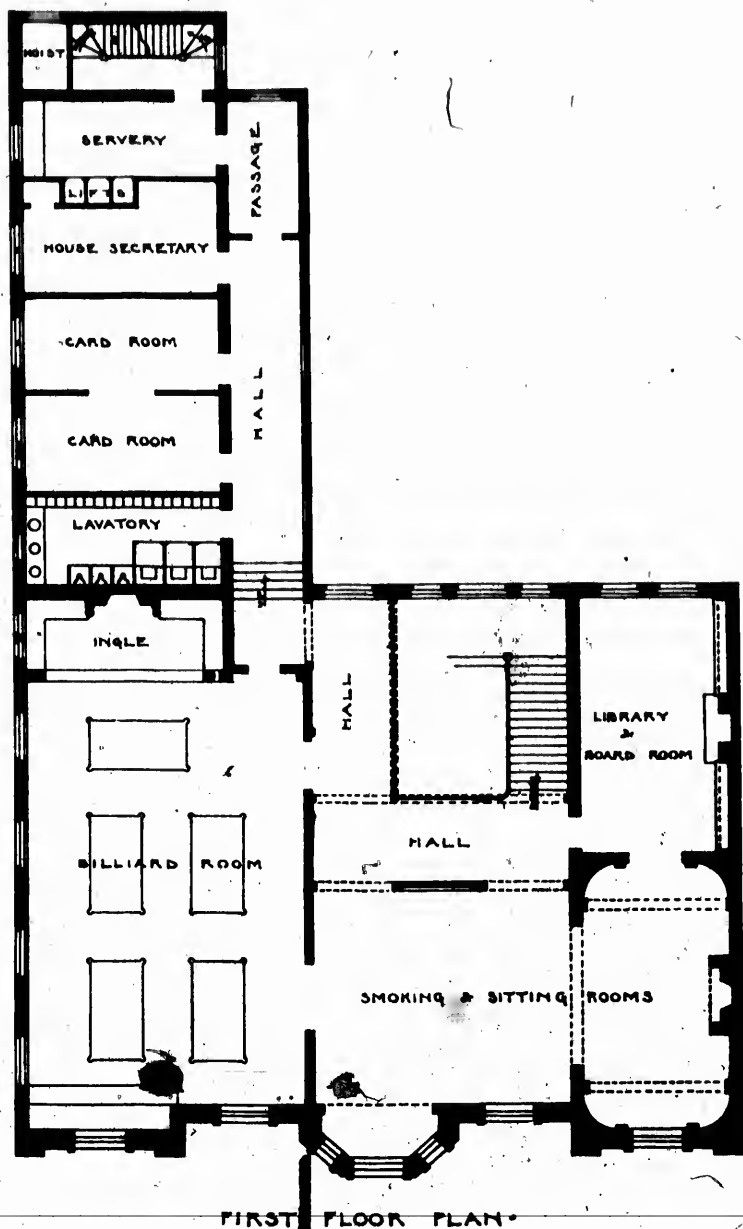 HOIST
SERVERY
PASSAGE
LIFTS
HOUSE SECRETARY
CARD ROOM
HALL
CARD ROOM
LAVATORY
INGLE
HALL
LIBRARY
&
BOARD ROOM
BILLIARD ROOM
HALL
SMOKING & SITTING ROOMS
FIRST FLOOR PLAN.